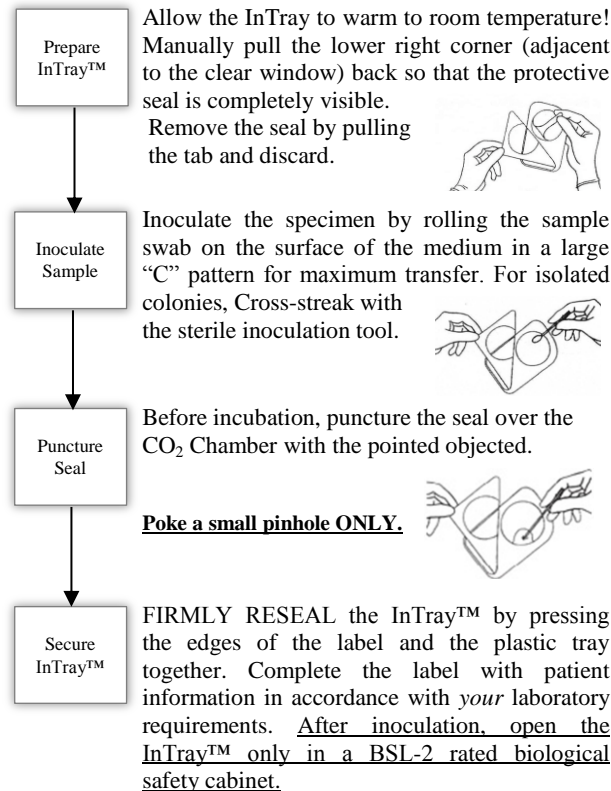 Prepare
InTray™
Allow the InTray to warm to room temperature!
Manually pull the lower right corner (adjacent
to the clear window) back so that the protective
seal is completely visible.
Remove the seal by pulling
the tab and discard.
Inoculate
Sample
Inoculate the specimen by rolling the sample
swab on the surface of the medium in a large
“C” pattern for maximum transfer. For isolated
colonies, Cross-streak with
the sterile inoculation tool.
Puncture
Seal
Before incubation, puncture the seal over the
CO₂ Chamber with the pointed objected.
Poke a small pinhole ONLY.
Secure
InTray™
FIRMLY RESEAL the InTray™ by pressing
the edges of the label and the plastic tray
together. Complete the label with patient
information in accordance with your laboratory
requirements. After inoculation, open the
InTray™ only in a BSL-2 rated biological
safety cabinet.